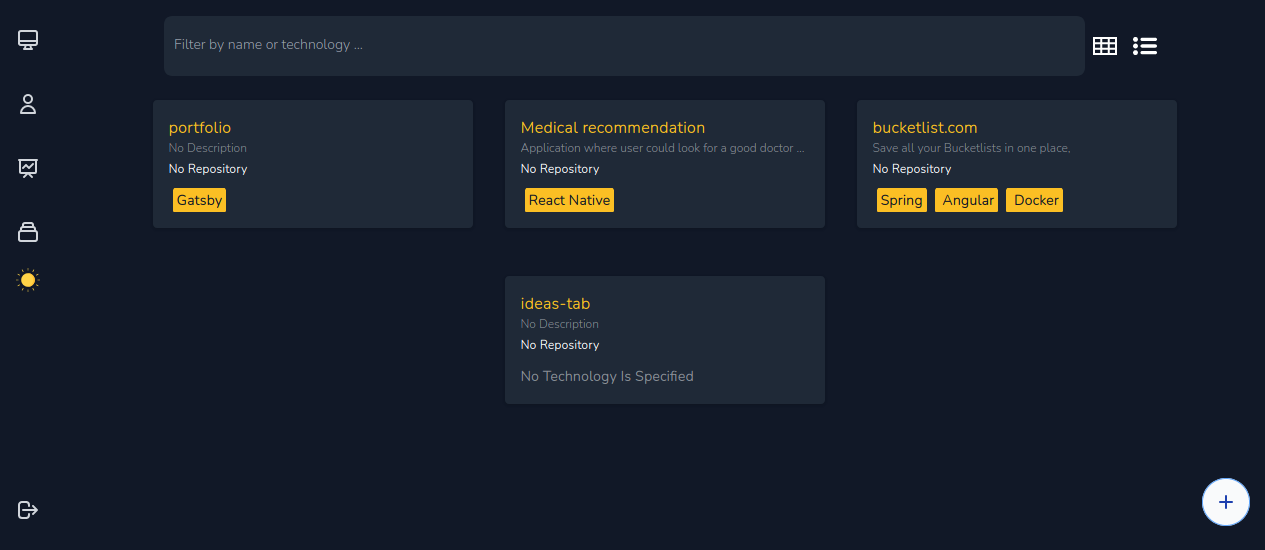 Filter by name or technology ...
portfolio
No Description
No Repository
Gatsby
Medical recommendation
Application where user could look for a good doctor ...
No Repository
React Native
bucketlist.com
Save all your Bucketlists in one place,
No Repository
Spring Angular Docker
ideas-tab
No Description
No Repository
No Technology Is Specified